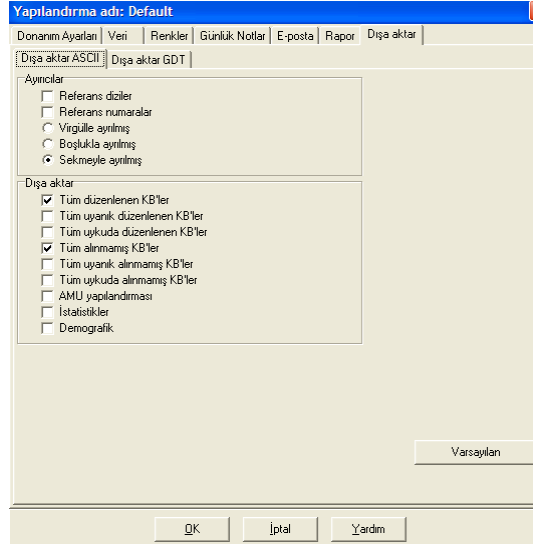 Yapılandırma adı: Default
Donanım Ayarları Veri Renkler Günlük Notlar E-posta Rapor Dışa aktar
Dışa aktar ASCII Dışa aktar GDT
Ayırıcılar
Referans diziler
Referans numaralar
Virgülle ayrılmış
Boşlukla ayrılmış
Sekmeyle ayrılmış
Dışa aktar
Tüm düzenlenen KB'ler
Tüm uyanık düzenlenen KB'ler
Tüm uykuda düzenlenen KB'ler
Tüm alınmamış KB'ler
Tüm uyanık alınmamış KB'ler
Tüm uykuda alınmamış KB'ler
AMU yapılandırması
İstatistikler
Demografik
Varsayılan
OK İptal Yardım